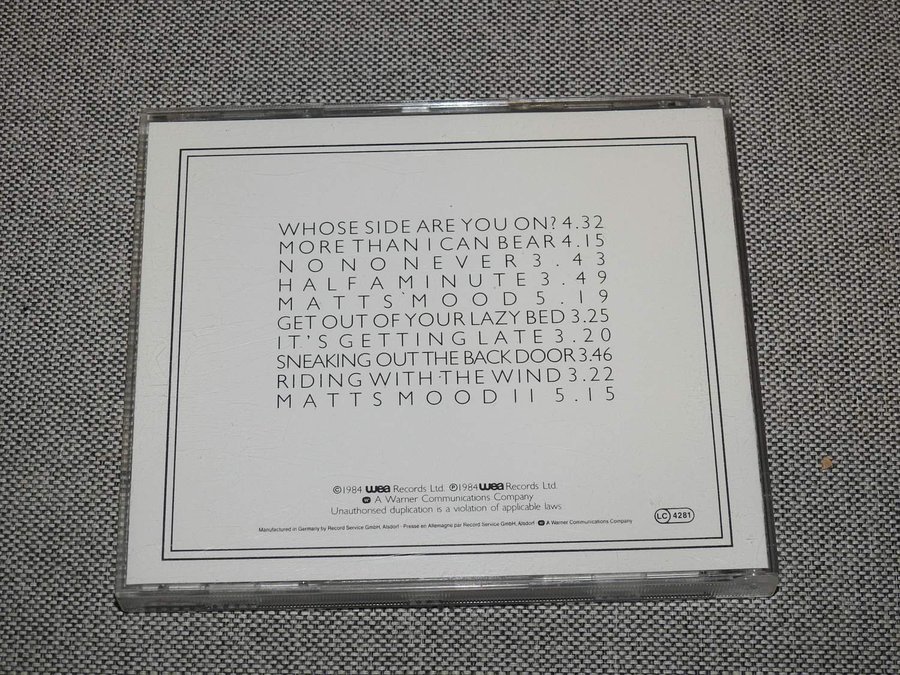 WHOSE SIDE ARE YOU ON? 4.32
MORE THAN I CAN BEAR 4.15
NO NO NEVER 3.43
HALF A MINUTE 3.49
MATTS' MOOD 5.19
GET OUT OF YOUR LAZY BED 3.25
IT'S GETTING LATE 3.20
SNEAKING OUT THE BACK DOOR 3.46
RIDING WITH THE WIND 3.22
MATTS MOOD II 5.15
©1984 wea Records Ltd. ℗1984 wea Records Ltd.
A Warner Communications Company
Unauthorised duplication is a violation of applicable laws
Manufactured in Germany by Record Service GmbH, Alsdorf · Presse en Allemagne par Record Service GmbH, Alsdorf A Warner Communications Company
LC 4281